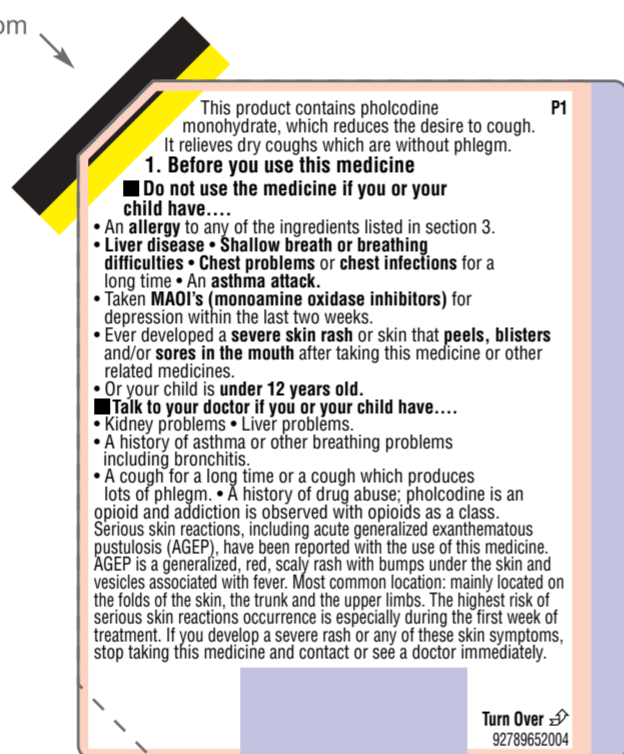 om
This product contains pholcodine P1
monohydrate, which reduces the desire to cough.
It relieves dry coughs which are without phlegm.
1. Before you use this medicine
■ Do not use the medicine if you or your
child have....
• An allergy to any of the ingredients listed in section 3.
• Liver disease • Shallow breath or breathing
difficulties • Chest problems or chest infections for a
long time • An asthma attack.
• Taken MAOI's (monoamine oxidase inhibitors) for
depression within the last two weeks.
• Ever developed a severe skin rash or skin that peels, blisters
and/or sores in the mouth after taking this medicine or other
related medicines.
• Or your child is under 12 years old.
■ Talk to your doctor if you or your child have....
• Kidney problems • Liver problems.
• A history of asthma or other breathing problems
including bronchitis.
• A cough for a long time or a cough which produces
lots of phlegm. • A history of drug abuse; pholcodine is an
opioid and addiction is observed with opioids as a class.
Serious skin reactions, including acute generalized exanthematous
pustulosis (AGEP), have been reported with the use of this medicine.
AGEP is a generalized, red, scaly rash with bumps under the skin and
vesicles associated with fever. Most common location: mainly located on
the folds of the skin, the trunk and the upper limbs. The highest risk of
serious skin reactions occurrence is especially during the first week of
treatment. If you develop a severe rash or any of these skin symptoms,
stop taking this medicine and contact or see a doctor immediately.
Turn Over
92789652004